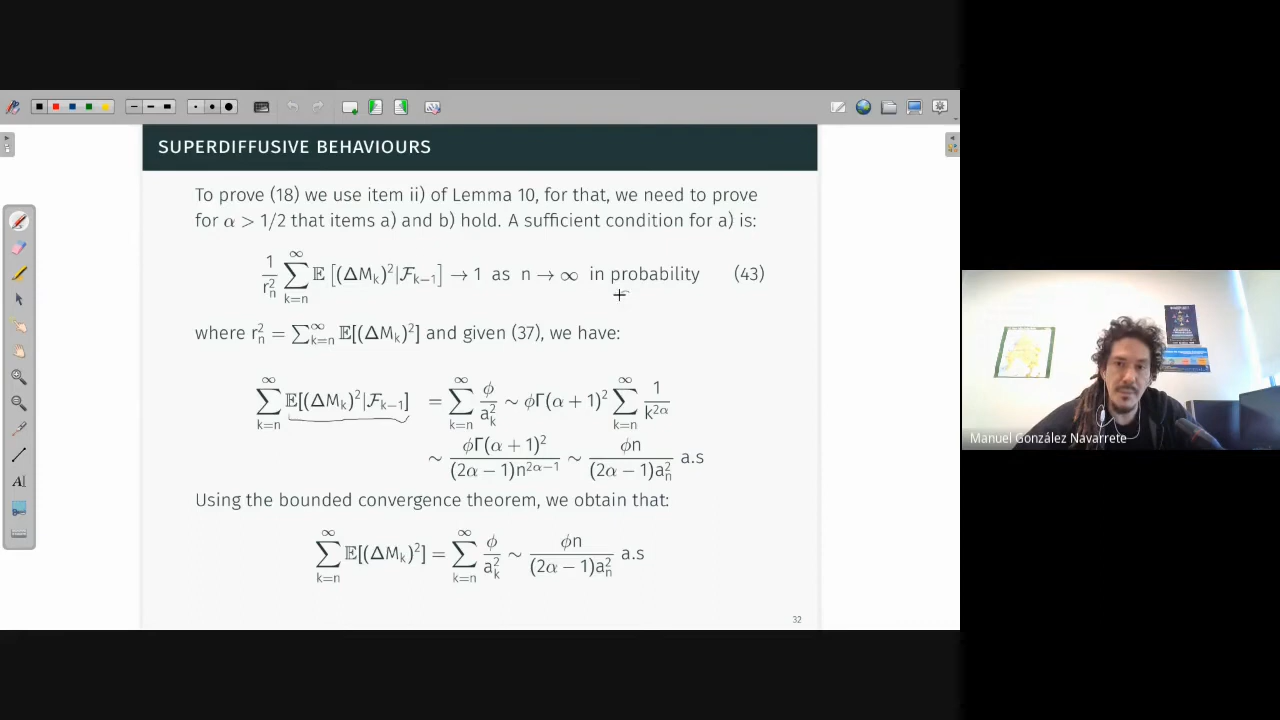 SUPERDIFFUSIVE BEHAVIOURS
To prove (18) we use item ii) of Lemma 10, for that, we need to prove
for α > 1/2 that items a) and b) hold. A sufficient condition for a) is:
1/r_n^2 ∑_{k=n}^∞ 𝔼 [(ΔM_k)^2|ℱ_{k−1}] → 1 as n → ∞ in probability (43)
where r_n^2 = ∑_{k=n}^∞ 𝔼[(ΔM_k)^2] and given (37), we have:
∑_{k=n}^∞ 𝔼[(ΔM_k)^2|ℱ_{k−1}] = ∑_{k=n}^∞ ϕ/a_k^2 ∼ ϕΓ(α + 1)^2 ∑_{k=n}^∞ 1/k^{2α}
∼ ϕΓ(α + 1)^2/((2α − 1)n^{2α−1}) ∼ ϕn/((2α − 1)a_n^2) a.s
Using the bounded convergence theorem, we obtain that:
∑_{k=n}^∞ 𝔼[(ΔM_k)^2] = ∑_{k=n}^∞ ϕ/a_k^2 ∼ ϕn/((2α − 1)a_n^2) a.s
32
Manuel González Navarrete